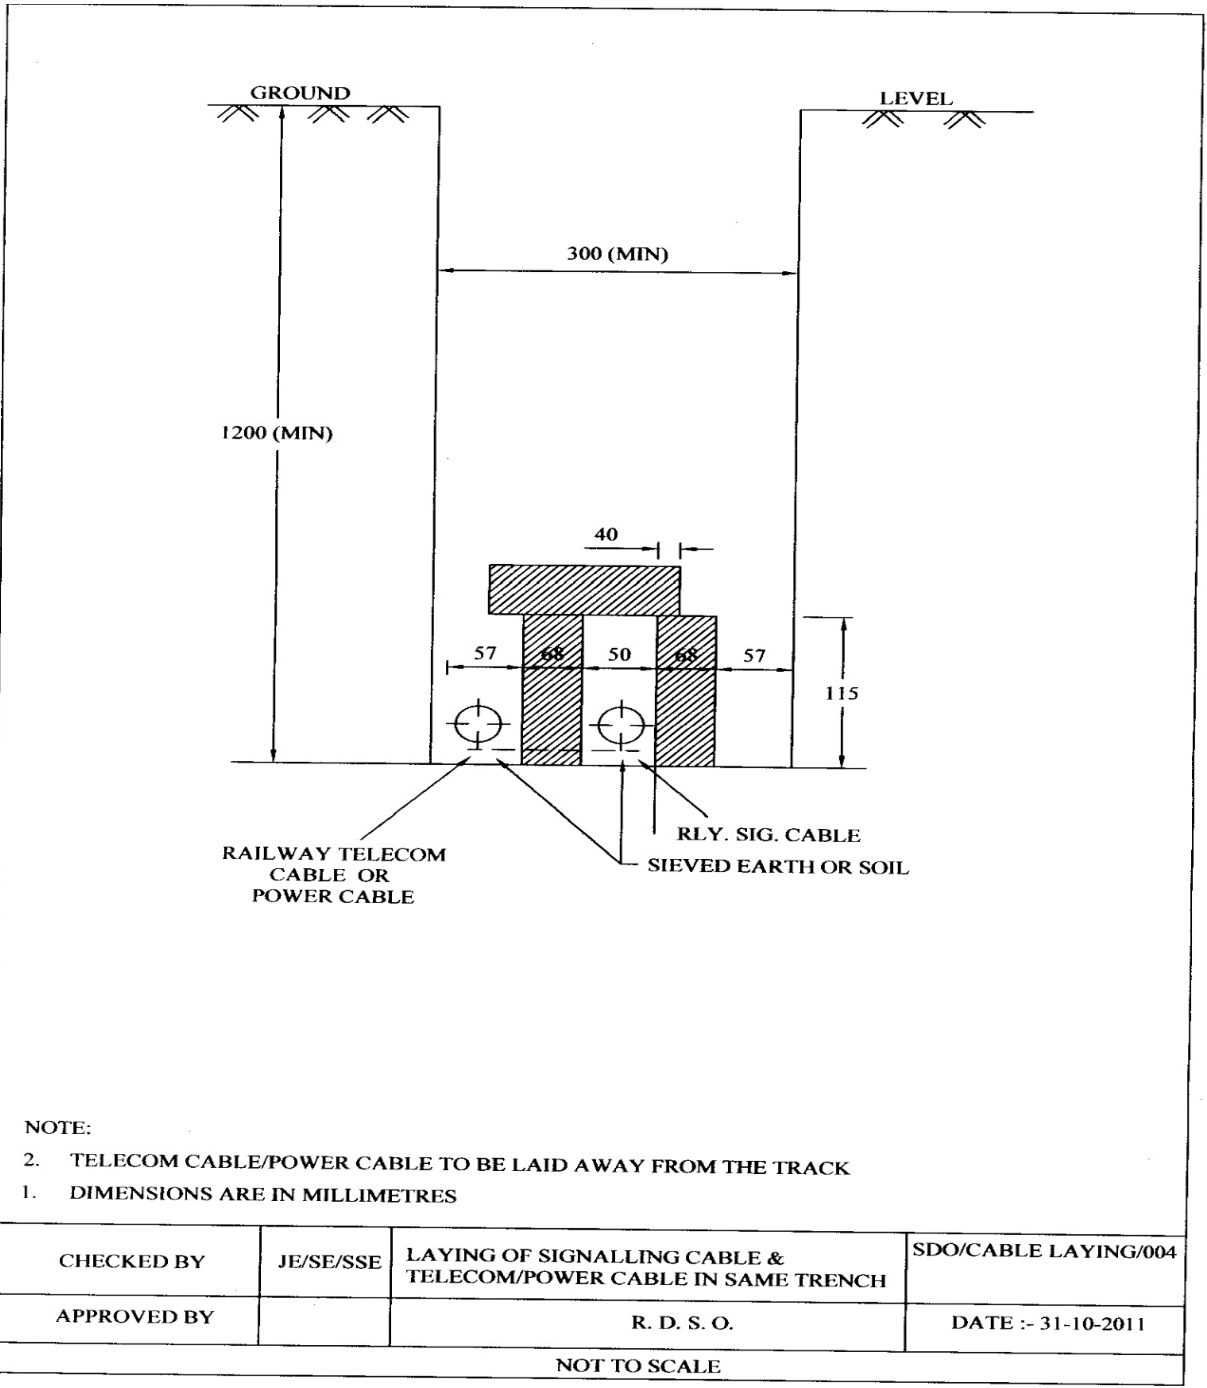 GROUND
LEVEL
300 (MIN)
1200 (MIN)
40
57 68 50 68 57
115
RLY. SIG. CABLE
SIEVED EARTH OR SOIL
RAILWAY TELECOM
CABLE OR
POWER CABLE
NOTE:
2. TELECOM CABLE/POWER CABLE TO BE LAID AWAY FROM THE TRACK
1. DIMENSIONS ARE IN MILLIMETRES
CHECKED BY
JE/SE/SSE
LAYING OF SIGNALLING CABLE &
TELECOM/POWER CABLE IN SAME TRENCH
SDO/CABLE LAYING/004
APPROVED BY
R. D. S. O.
DATE :- 31-10-2011
NOT TO SCALE